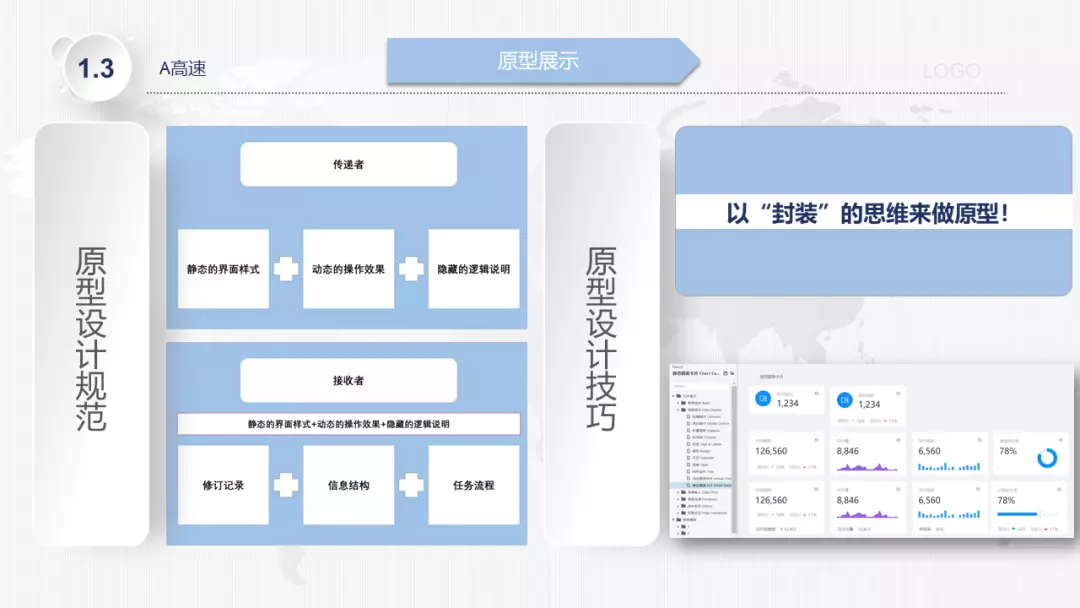 1.3
A高速
原型展示
LOGO
原型设计规范
传递者
静态的界面样式
动态的操作效果
隐藏的逻辑说明
接收者
静态的界面样式+动态的操作效果+隐藏的逻辑说明
修订记录
信息结构
任务流程
原型设计技巧
以“封装”的思维来做原型！
1,234
1,234
126,560
8,846
6,560
78%
126,560
8,846
6,560
78%